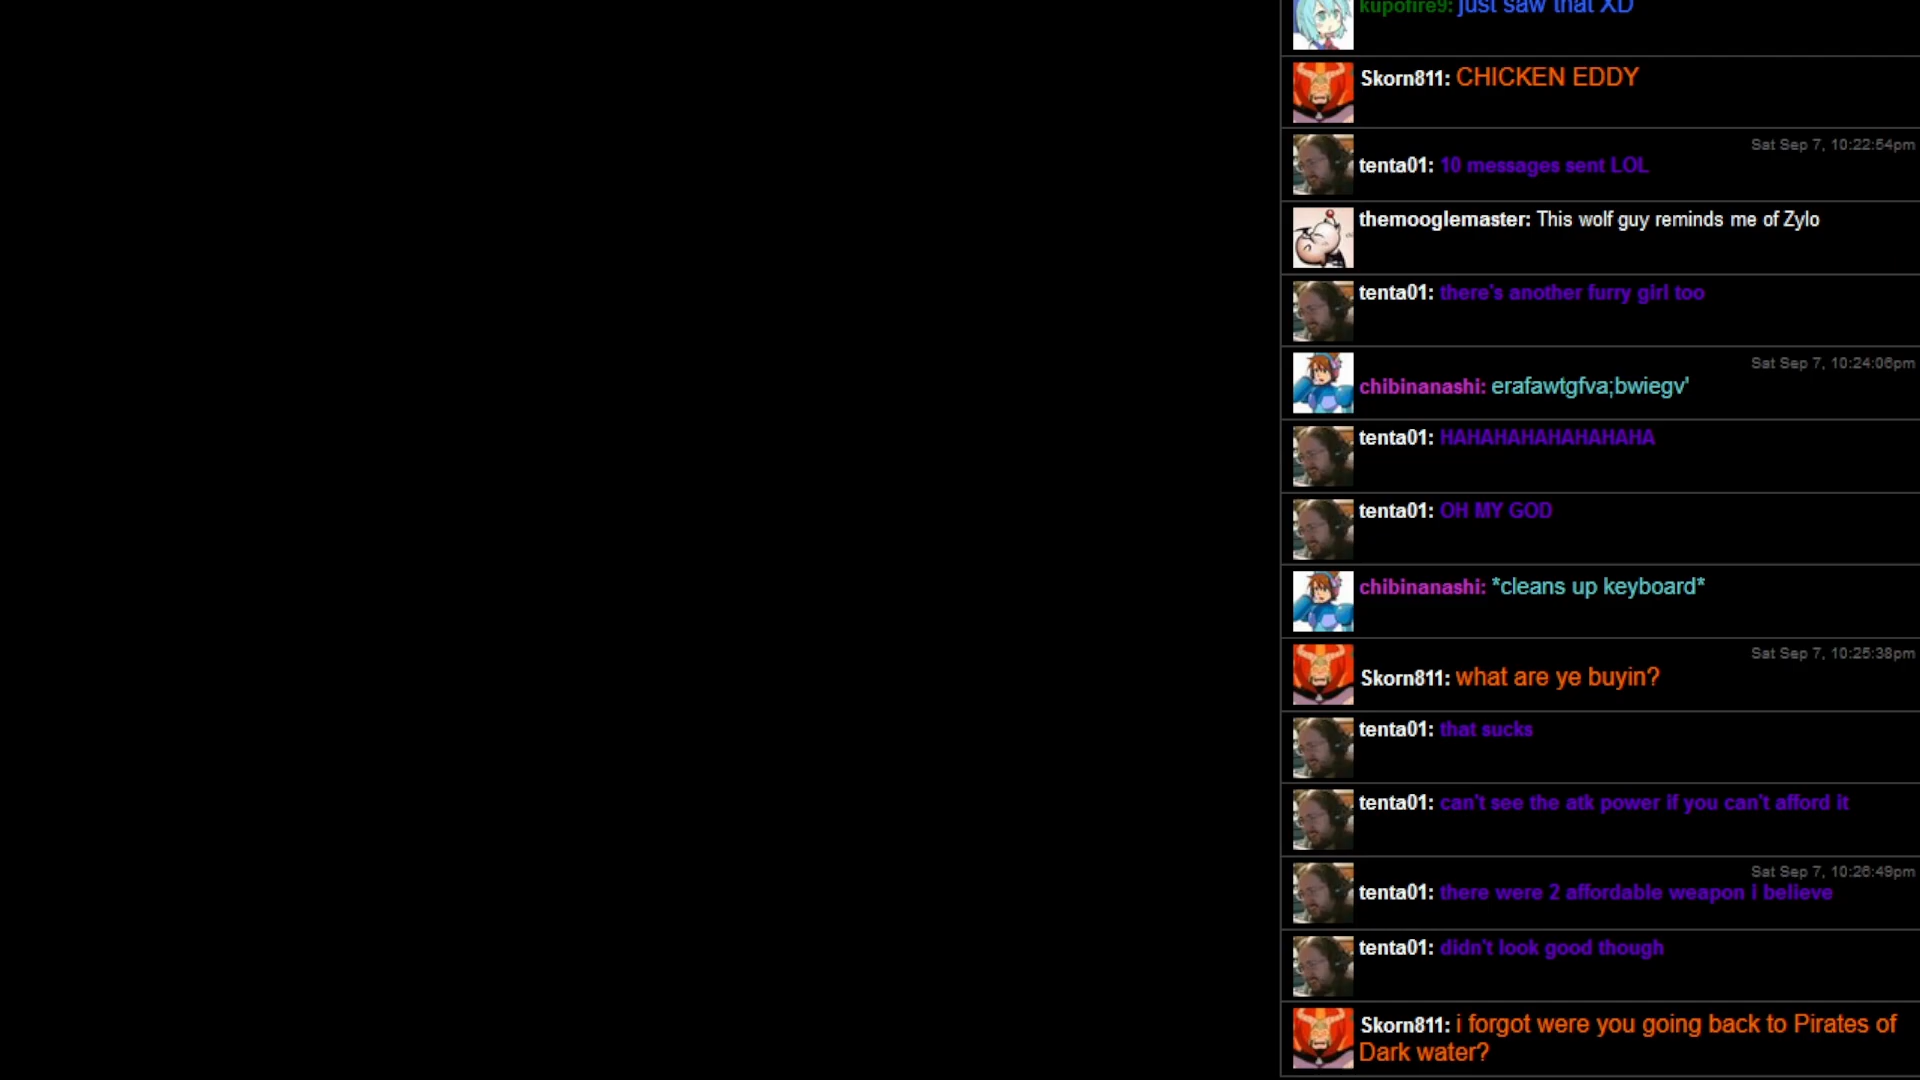 kupofire9: just saw that XD
Skorn811: CHICKEN EDDY
Sat Sep 7, 10:22:54pm
tenta01: 10 messages sent LOL
themooglemaster: This wolf guy reminds me of Zylo
tenta01: there's another furry girl too
Sat Sep 7, 10:24:06pm
chibinanashi: erafawtgfva;bwiegv'
tenta01: HAHAHAHAHAHAHAHA
tenta01: OH MY GOD
chibinanashi: *cleans up keyboard*
Sat Sep 7, 10:25:38pm
Skorn811: what are ye buyin?
tenta01: that sucks
tenta01: can't see the atk power if you can't afford it
Sat Sep 7, 10:26:49pm
tenta01: there were 2 affordable weapon i believe
tenta01: didn't look good though
Skorn811: i forgot were you going back to Pirates of
Dark water?